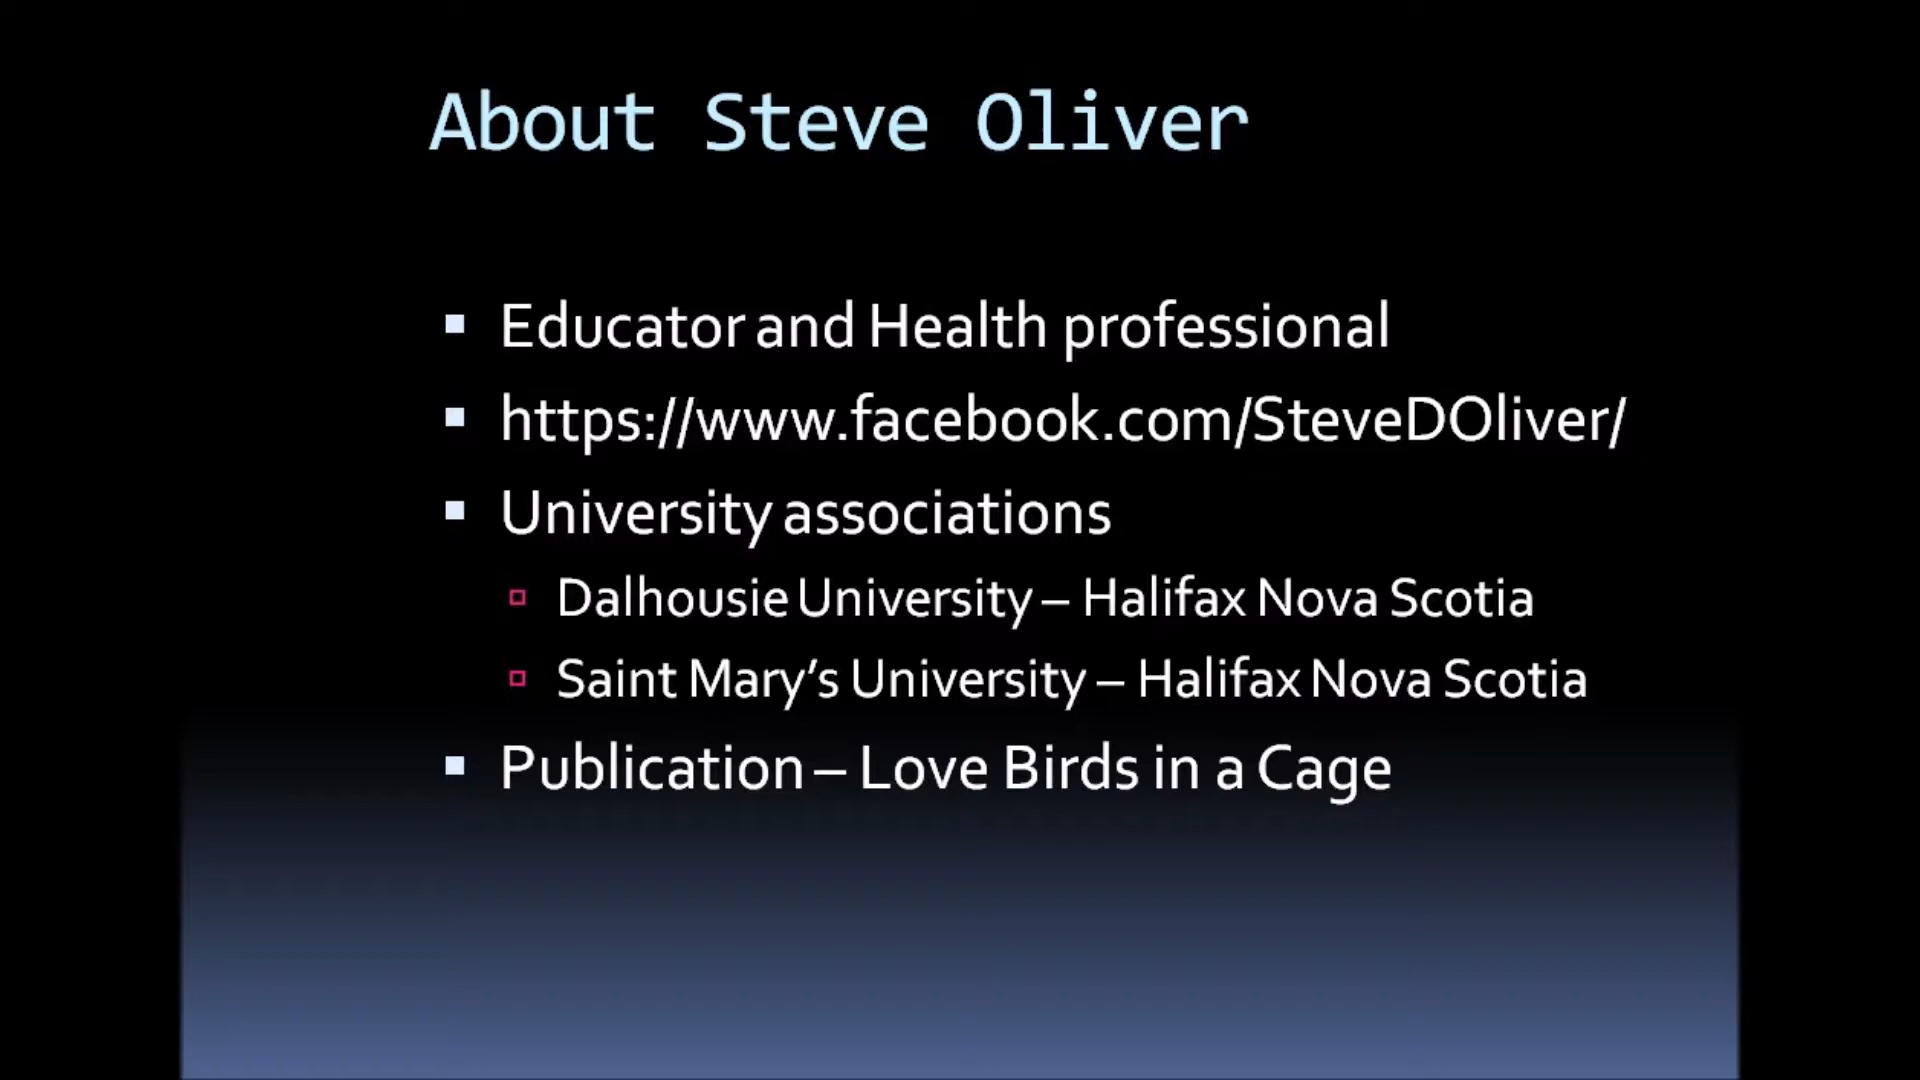 About Steve Oliver
Educator and Health professional
https://www.facebook.com/SteveDOliver/
University associations
Dalhousie University – Halifax Nova Scotia
Saint Mary’s University – Halifax Nova Scotia
Publication – Love Birds in a Cage